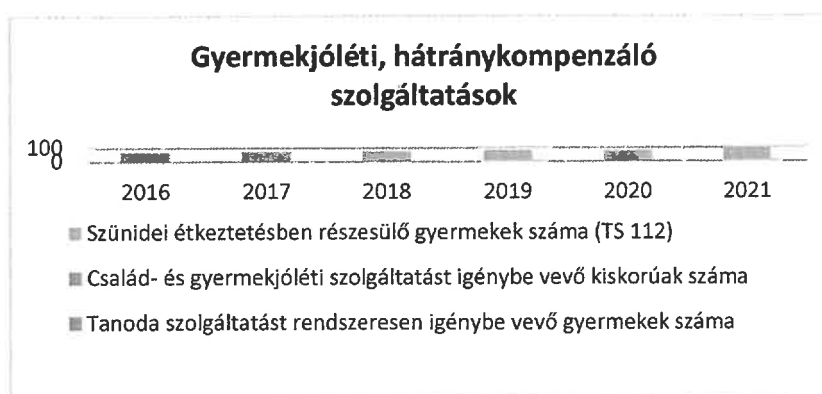 Gyermekjóléti, hátránykompenzáló
szolgáltatások
100
0
2016 2017 2018 2019 2020 2021
Szünidei étkeztetésben részesülő gyermekek száma (TS 112)
Család- és gyermekjóléti szolgáltatást igénybe vevő kiskorúak száma
Tanoda szolgáltatást rendszeresen igénybe vevő gyermekek száma